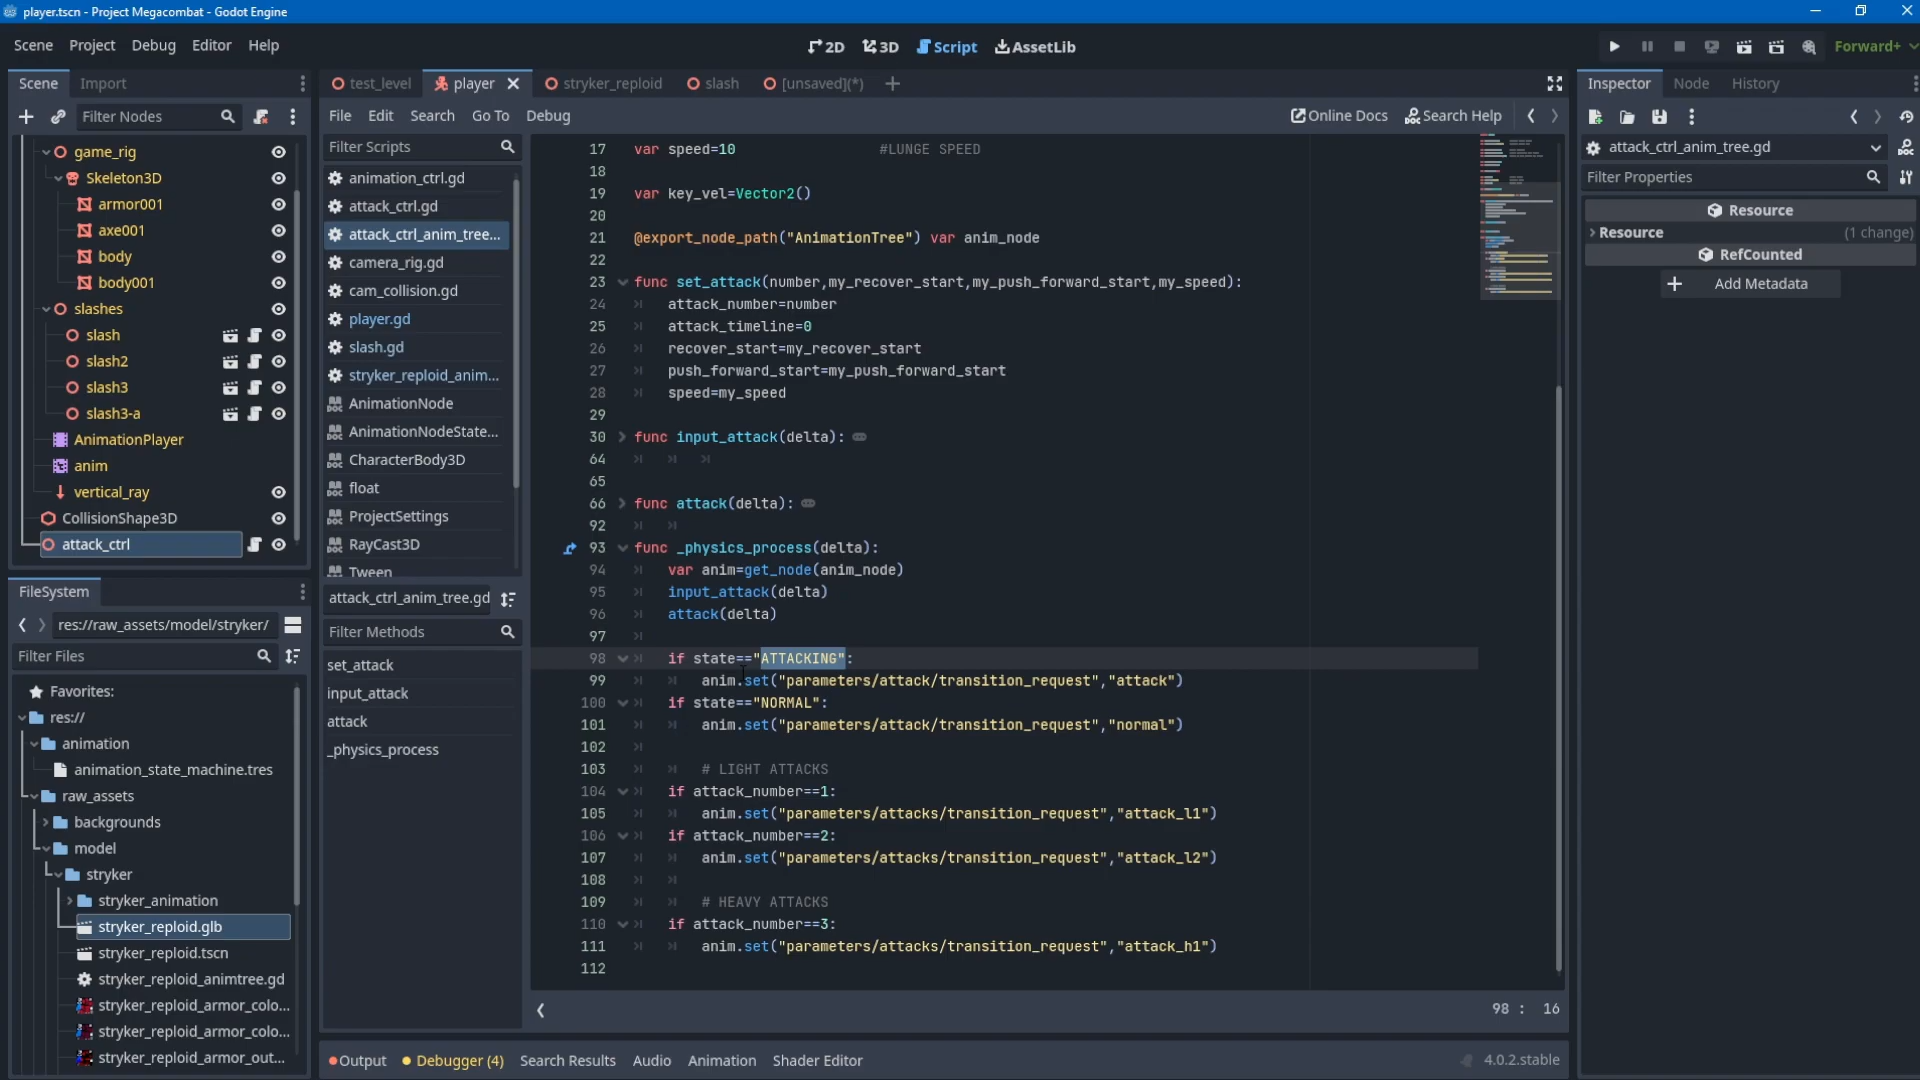 player.tscn - Project Megacombat - Godot Engine
Scene Project Debug Editor Help
2D 3D Script AssetLib
Forward+
Scene Import
Filter Nodes
game_rig
Skeleton3D
armor001
axe001
body
body001
slashes
slash
slash2
slash3
slash3-a
AnimationPlayer
anim
vertical_ray
CollisionShape3D
attack_ctrl
FileSystem
res://raw_assets/model/stryker/
Filter Files
Favorites:
res://
animation
animation_state_machine.tres
raw_assets
backgrounds
model
stryker
stryker_animation
stryker_reploid.glb
stryker_reploid.tscn
stryker_reploid_animtree.gd
stryker_reploid_armor_colo...
stryker_reploid_armor_colo...
stryker_reploid_armor_out...
test_level player stryker_reploid slash [unsaved](*)
File Edit Search Go To Debug
Online Docs Search Help
Filter Scripts
animation_ctrl.gd
attack_ctrl.gd
attack_ctrl_anim_tree...
camera_rig.gd
cam_collision.gd
player.gd
slash.gd
stryker_reploid_anim...
AnimationNode
AnimationNodeState...
CharacterBody3D
float
ProjectSettings
RayCast3D
Tween
attack_ctrl_anim_tree.gd
Filter Methods
set_attack
input_attack
attack
_physics_process
17 var speed=10 #LUNGE SPEED
18
19 var key_vel=Vector2()
20
21 @export_node_path("AnimationTree") var anim_node
22
23 func set_attack(number,my_recover_start,my_push_forward_start,my_speed):
24 attack_number=number
25 attack_timeline=0
26 recover_start=my_recover_start
27 push_forward_start=my_push_forward_start
28 speed=my_speed
29
30 func input_attack(delta):
64
65
66 func attack(delta):
92
93 func _physics_process(delta):
94 var anim=get_node(anim_node)
95 input_attack(delta)
96 attack(delta)
97
98 if state=="ATTACKING":
99 anim.set("parameters/attack/transition_request","attack")
100 if state=="NORMAL":
101 anim.set("parameters/attack/transition_request","normal")
102
103 # LIGHT ATTACKS
104 if attack_number==1:
105 anim.set("parameters/attacks/transition_request","attack_l1")
106 if attack_number==2:
107 anim.set("parameters/attacks/transition_request","attack_l2")
108
109 # HEAVY ATTACKS
110 if attack_number==3:
111 anim.set("parameters/attacks/transition_request","attack_h1")
112
98 : 16
Output Debugger (4) Search Results Audio Animation Shader Editor
4.0.2.stable
Inspector Node History
attack_ctrl_anim_tree.gd
Filter Properties
Resource
Resource (1 change)
RefCounted
Add Metadata